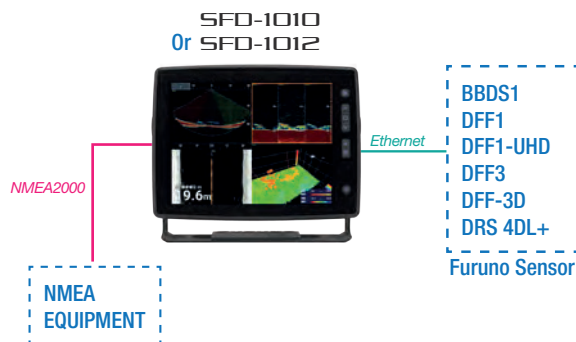 SFD-1010
Or SFD-1012
NMEA2000
Ethernet
BBDS1
DFF1
DFF1-UHD
DFF3
DFF-3D
DRS 4DL+
Furuno Sensor
9.6m
NMEA
EQUIPMENT